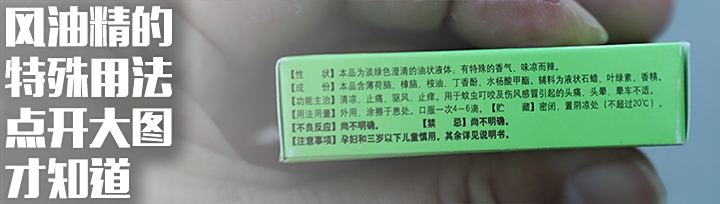 风油精的
特殊用法
点开大图
才知道
【性 状】本品为淡绿色澄清的油状液体，有特殊的香气，味凉而辣。
【成 份】本品含薄荷脑、樟脑、桉油、丁香酚、水杨酸甲酯，辅料为液状石蜡、叶绿素、香精。
【功能主治】清凉，止痛，驱风，止痒。用于蚊虫叮咬及伤风感冒引起的头痛，头晕，晕车不适。
【用法用量】外用，涂擦于患处。口服一次4~6滴。【贮 藏】密闭，置阴凉处（不超过20℃）。
【不良反应】尚不明确。 【禁 忌】尚不明确。
【注意事项】孕妇和三岁以下儿童慎用。其余详见说明书。